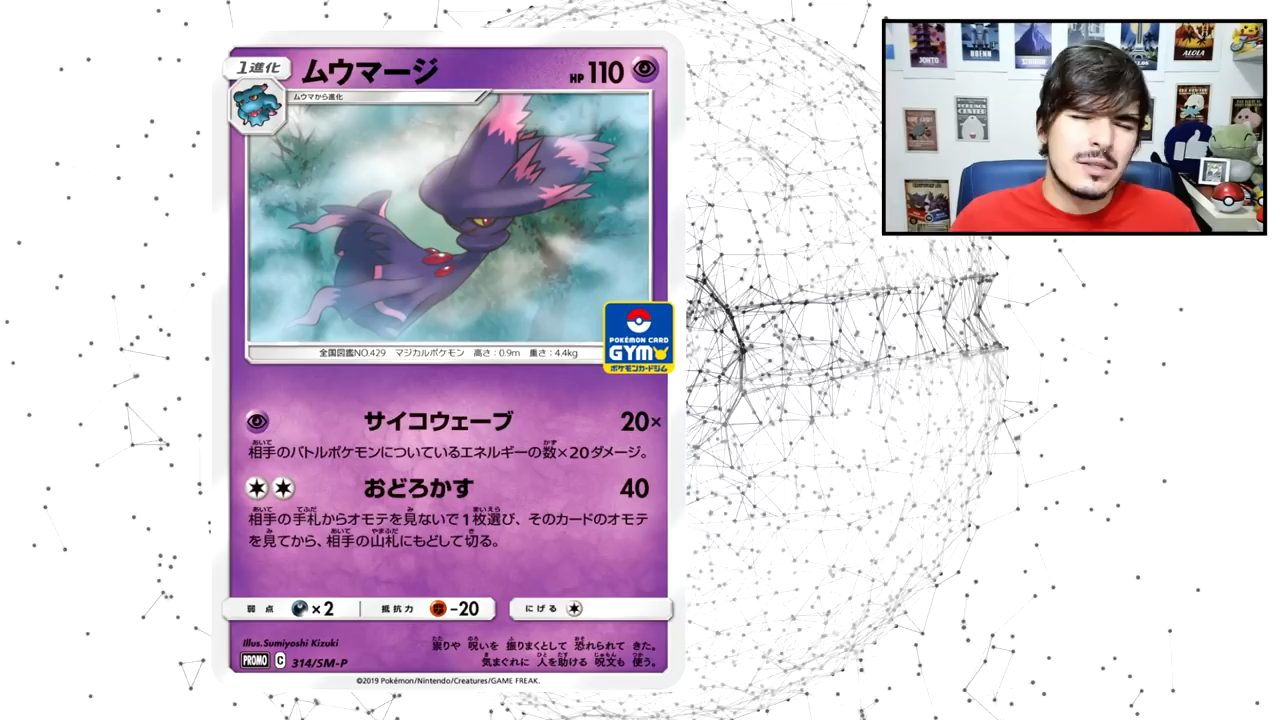 1進化
ムウマージ
HP 110
ムウマから進化
POKÉMON CARD
GYM
ポケモンカードジム
全国図鑑NO.429 マジカルポケモン 高さ:0.9m 重さ:4.4kg
サイコウェーブ 20×
相手のバトルポケモンについているエネルギーの数×20ダメージ。
おどろかす 40
相手の手札からオモテを見ないで1枚選び、そのカードのオモテ
を見てから、相手の山札にもどして切る。
弱点 ×2 抵抗力 -20 にげる
Illus.Sumiyoshi Kizuki
PROMO C 314/SM-P
祟りや 呪いを 振りまくとして 恐れられて きた。
気まぐれに 人を助ける 呪文も 使う。
©2019 Pokémon/Nintendo/Creatures/GAME FREAK.
JOHTO
HOENN
ALOLA